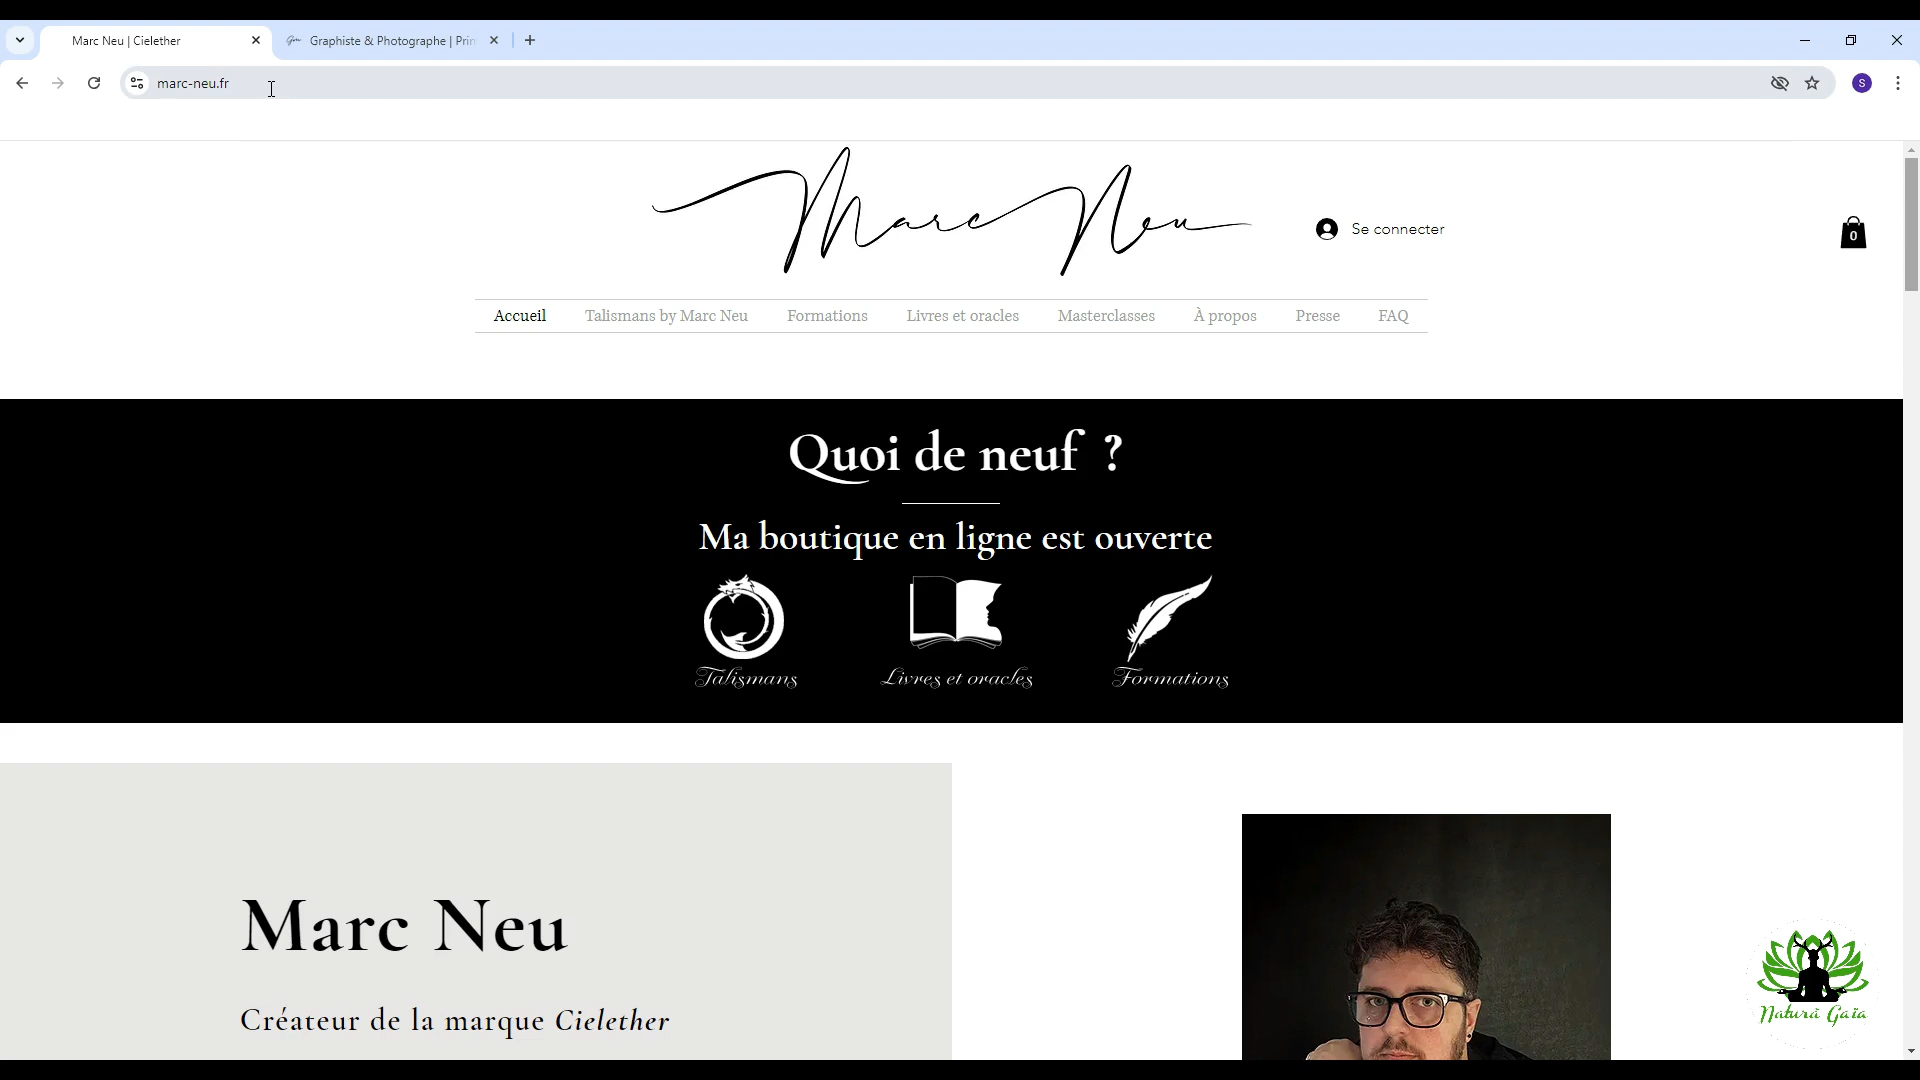 Marc Neu | Cielether
Graphiste & Photographe | Prin
marc-neu.fr
S
Marc Neu
Se connecter
0
Accueil
Talismans by Marc Neu
Formations
Livres et oracles
Masterclasses
À propos
Presse
FAQ
Quoi de neuf ?
Ma boutique en ligne est ouverte
Talismans
Livres et oracles
Formations
Marc Neu
Créateur de la marque Cielether
Natura Gaïa